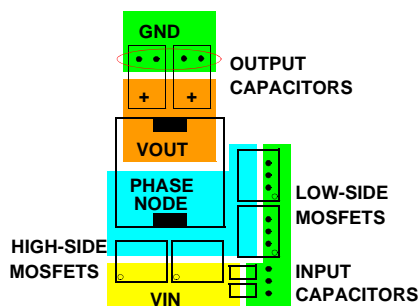 GND
OUTPUT
CAPACITORS
+ +
VOUT
PHASE
NODE
LOW-SIDE
MOSFETS
HIGH-SIDE
MOSFETS
INPUT
CAPACITORS
VIN